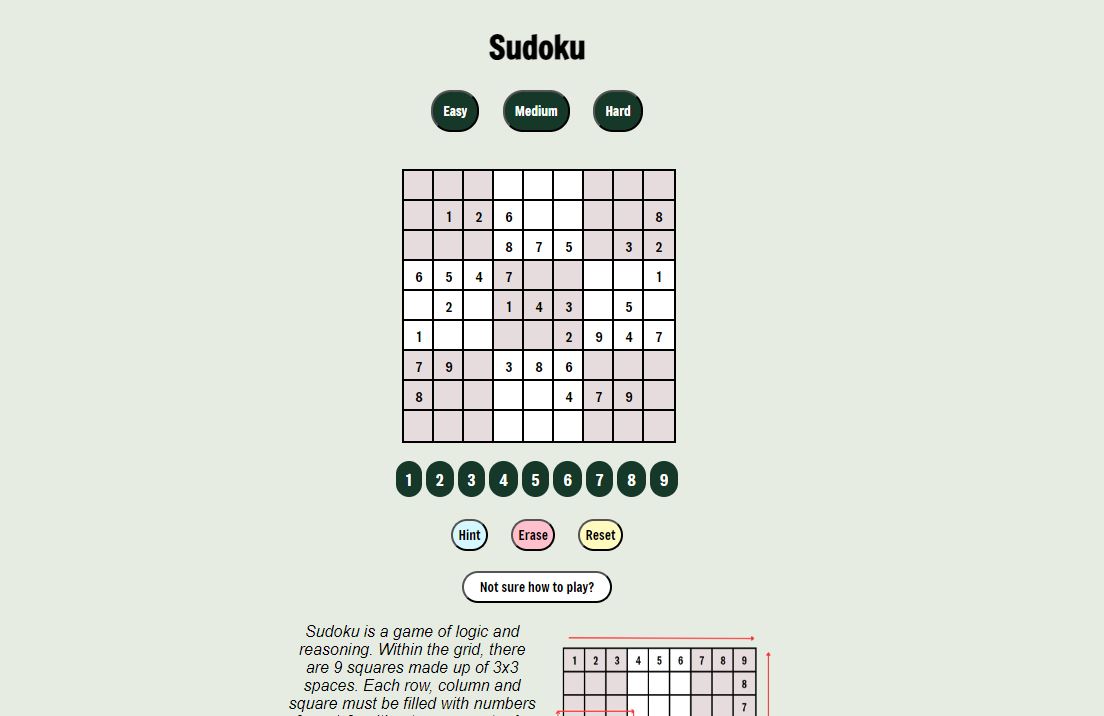 Sudoku
Easy Medium Hard
1 2 6 8
8 7 5 3 2
6 5 4 7 1
2 1 4 3 5
1 2 9 4 7
7 9 3 8 6
8 4 7 9
1 2 3 4 5 6 7 8 9
Hint Erase Reset
Not sure how to play?
Sudoku is a game of logic and
reasoning. Within the grid, there
are 9 squares made up of 3x3
spaces. Each row, column and
square must be filled with numbers
1 2 3 4 5 6 7 8 9
8
7